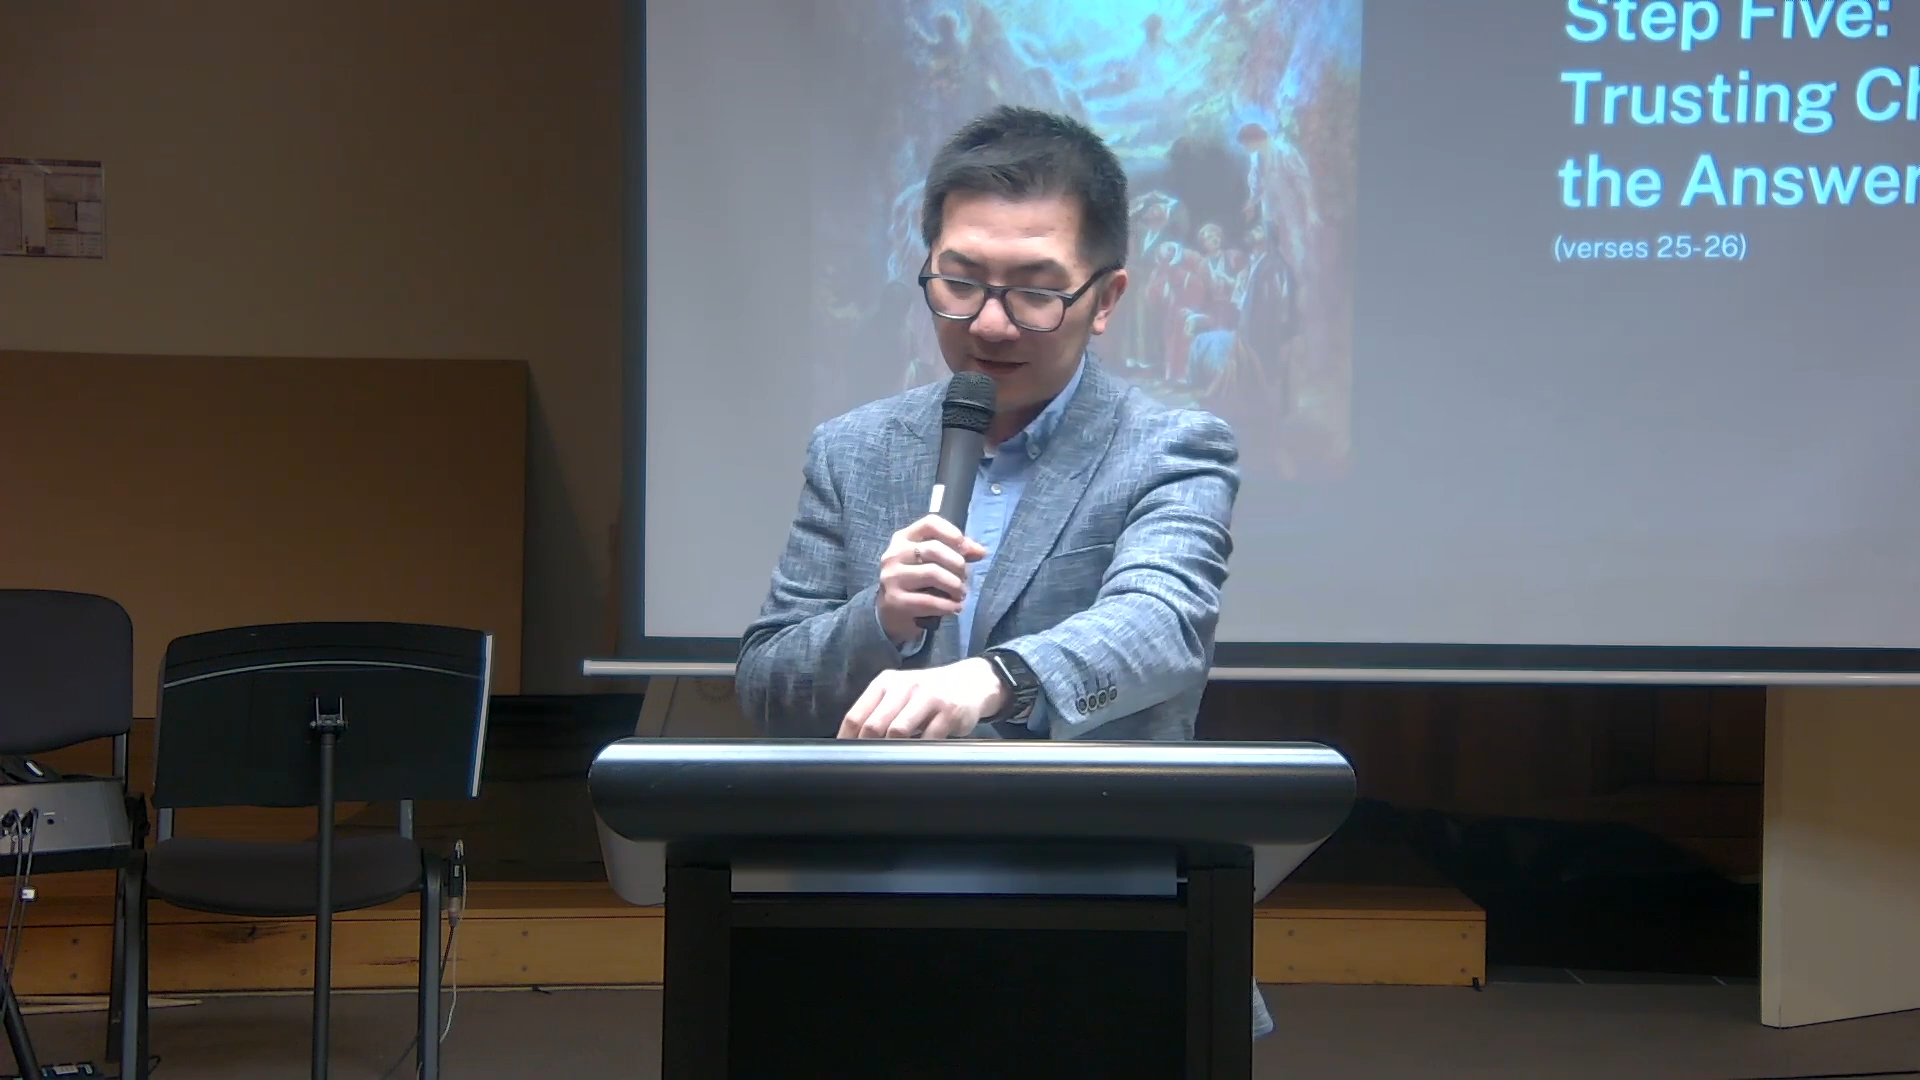 Step Five:
Trusting Ch
the Answer
(verses 25-26)